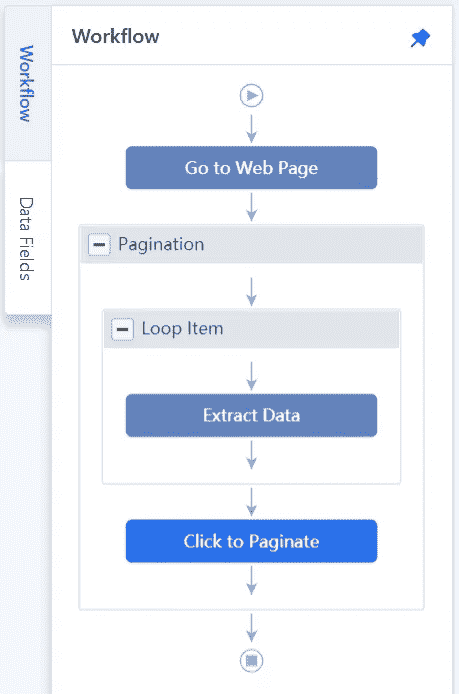 Workflow
Workflow
Data Fields
Go to Web Page
Pagination
Loop Item
Extract Data
Click to Paginate